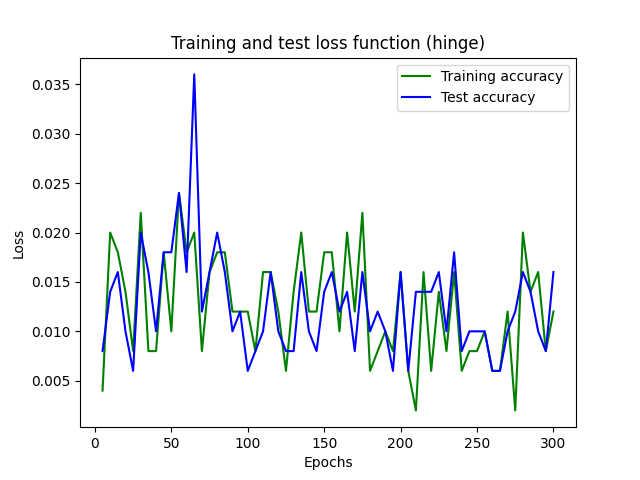 Training and test loss function (hinge)
Training accuracy
Test accuracy
0.035
0.030
0.025
0.020
0.015
0.010
0.005
Loss
0
50
100
150
200
250
300
Epochs